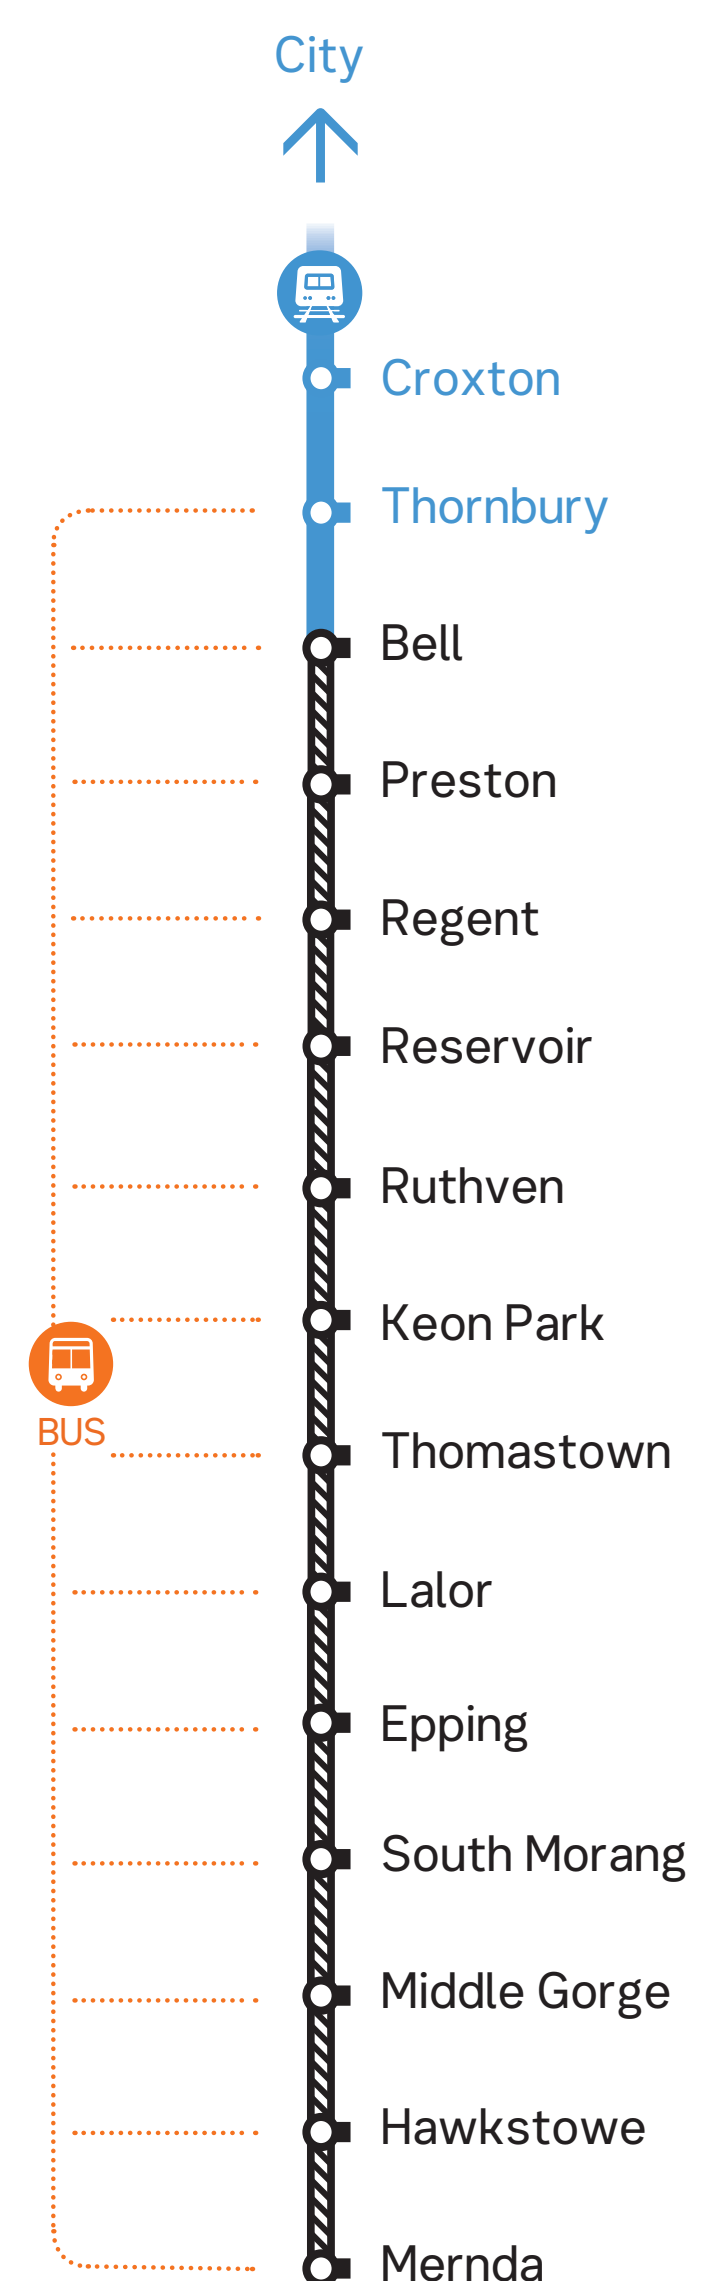 City
Croxton
Thornbury
Bell
Preston
Regent
Reservoir
Ruthven
Keon Park
BUS
Thomastown
Lalor
Epping
South Morang
Middle Gorge
Hawkstowe
Mernda